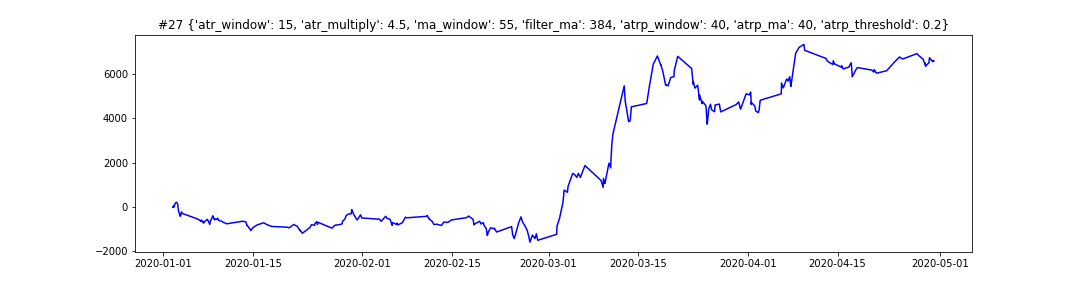 #27 {'atr_window': 15, 'atr_multiply': 4.5, 'ma_window': 55, 'filter_ma': 384, 'atrp_window': 40, 'atrp_ma': 40, 'atrp_threshold': 0.2}
6000
4000
2000
0
−2000
2020-01-01 2020-01-15 2020-02-01 2020-02-15 2020-03-01 2020-03-15 2020-04-01 2020-04-15 2020-05-01